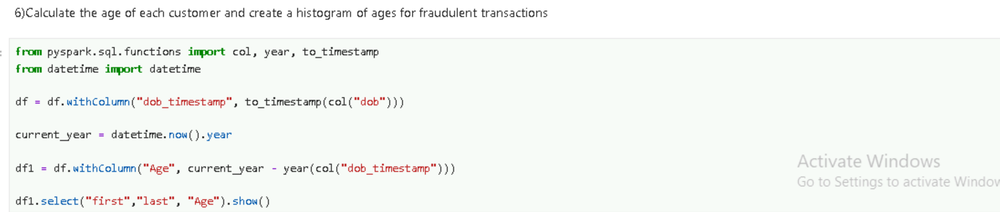 6)Calculate the age of each customer and create a histogram of ages for fraudulent transactions
:
from pyspark.sql.functions import col, year, to_timestamp
from datetime import datetime
df = df.withColumn("dob_timestamp", to_timestamp(col("dob")))
current_year = datetime.now().year
df1 = df.withColumn("Age", current_year - year(col("dob_timestamp")))
df1.select("first","last", "Age").show()
Activate Windows
Go to Settings to activate Window